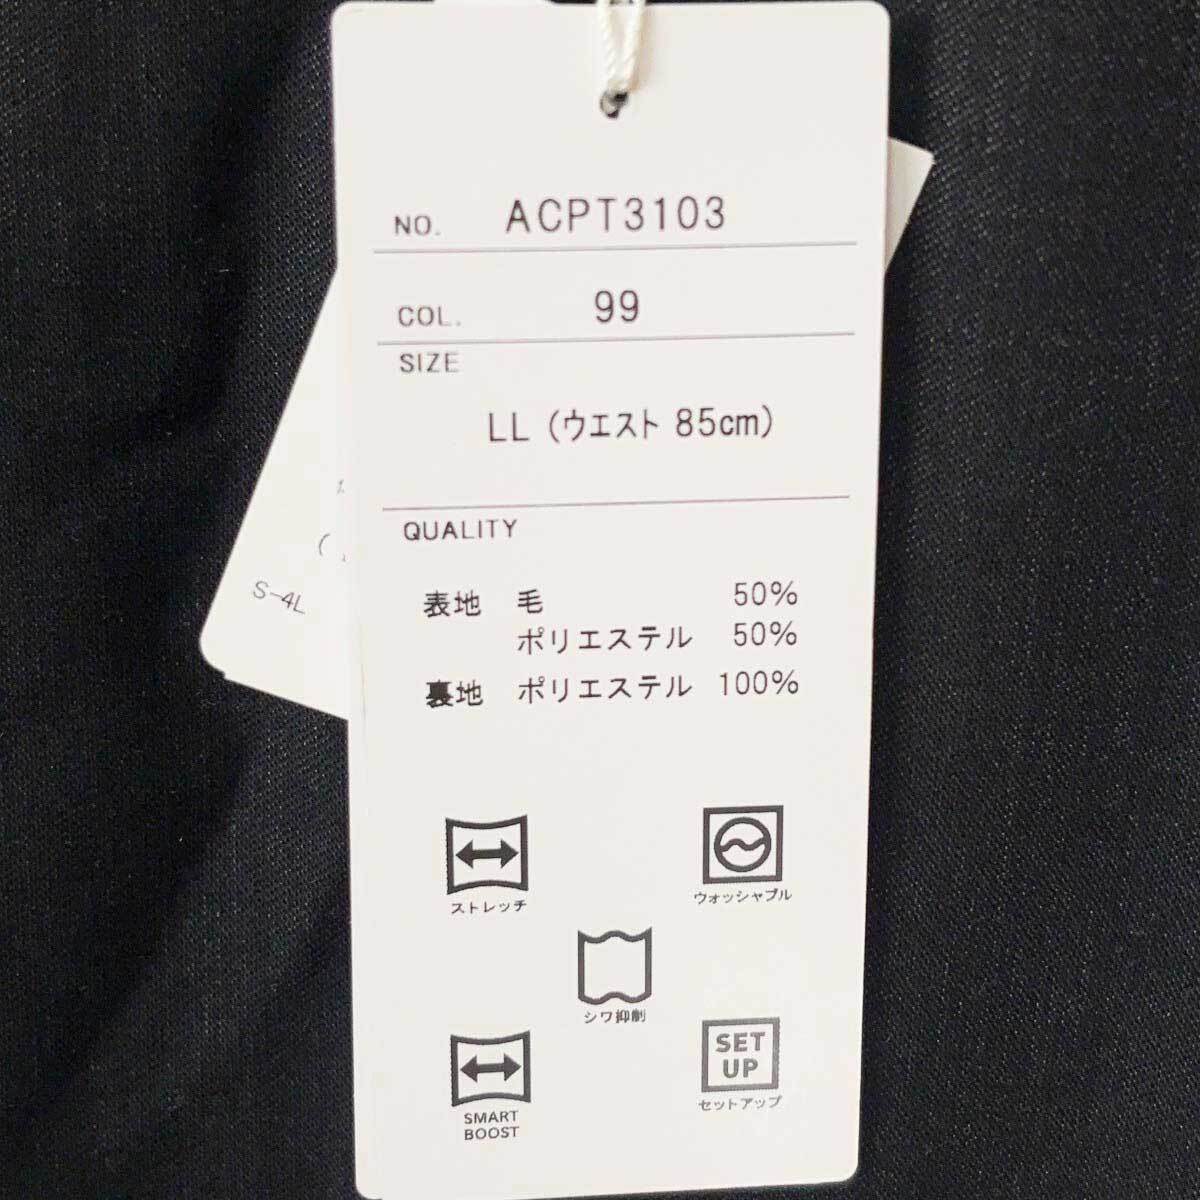 NO. ACPT3103
COL. 99
SIZE
LL (ウエスト 85cm)
QUALITY
表地 毛 50%
ポリエステル 50%
裏地 ポリエステル 100%
S-4L
ストレッチ
ウォッシャブル
シワ抑制
SMART
BOOST
SET
UP
セットアップ